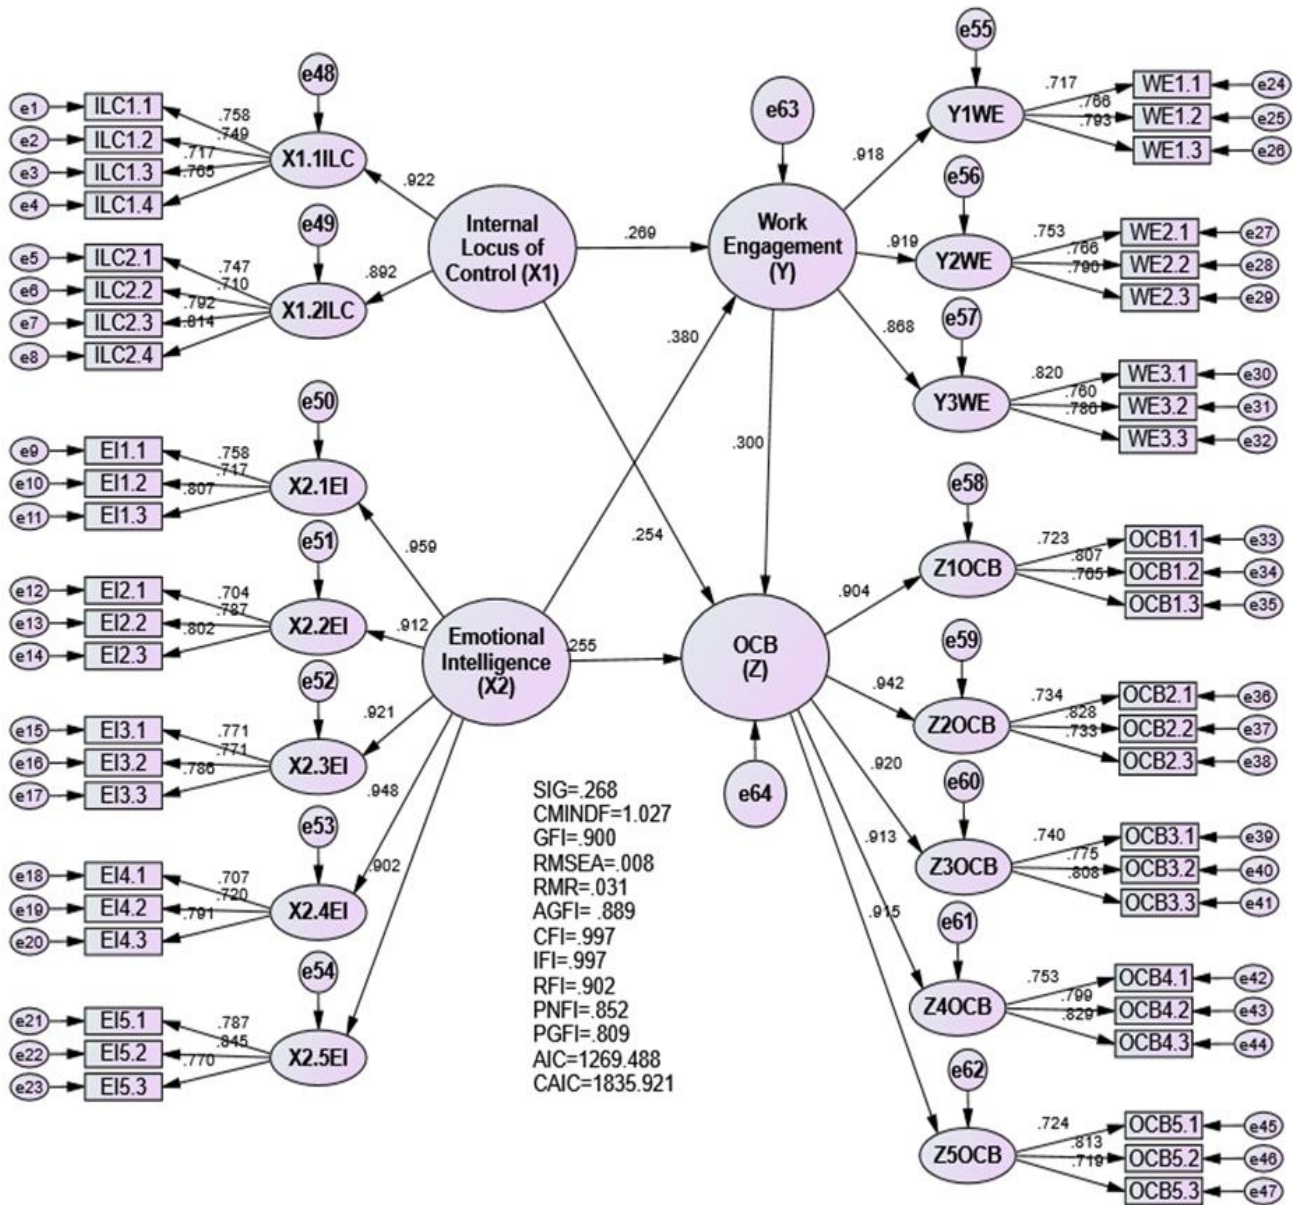 e48
e1 ILC1.1 .758
e2 ILC1.2 .749
e3 ILC1.3 .717
e4 ILC1.4 .765
X1.1ILC
.922
e49
e5 ILC2.1 .747
e6 ILC2.2 .710
e7 ILC2.3 .792
e8 ILC2.4 .814
X1.2ILC
.892
Internal
Locus of
Control (X1)
.269
.254
e50
e9 EI1.1 .758
e10 EI1.2 .717
e11 EI1.3 .807
X2.1EI
.959
e51
e12 EI2.1 .704
e13 EI2.2 .787
e14 EI2.3 .802
X2.2EI
.912
e52
e15 EI3.1 .771
e16 EI3.2 .771
e17 EI3.3 .786
X2.3EI
.921
e53
e18 EI4.1 .707
e19 EI4.2 .720
e20 EI4.3 .791
X2.4EI
.948
e54
e21 EI5.1 .787
e22 EI5.2 .845
e23 EI5.3 .770
X2.5EI
.902
Emotional
Intelligence
(X2)
.380
.255
e63
Work
Engagement
(Y)
.300
e55
.918
Y1WE
.717 WE1.1 e24
.766 WE1.2 e25
.793 WE1.3 e26
e56
.919
Y2WE
.753 WE2.1 e27
.766 WE2.2 e28
.790 WE2.3 e29
e57
.868
Y3WE
.820 WE3.1 e30
.760 WE3.2 e31
.786 WE3.3 e32
OCB
(Z)
e64
e58
.904
Z1OCB
.723 OCB1.1 e33
.807 OCB1.2 e34
.765 OCB1.3 e35
e59
.942
Z2OCB
.734 OCB2.1 e36
.828 OCB2.2 e37
.733 OCB2.3 e38
e60
.920
Z3OCB
.740 OCB3.1 e39
.775 OCB3.2 e40
.808 OCB3.3 e41
e61
.913
Z4OCB
.753 OCB4.1 e42
.799 OCB4.2 e43
.829 OCB4.3 e44
e62
.915
Z5OCB
.724 OCB5.1 e45
.813 OCB5.2 e46
.719 OCB5.3 e47
SIG=.268
CMINDF=1.027
GFI=.900
RMSEA=.008
RMR=.031
AGFI= .889
CFI=.997
IFI=.997
RFI=.902
PNFI=.852
PGFI=.809
AIC=1269.488
CAIC=1835.921